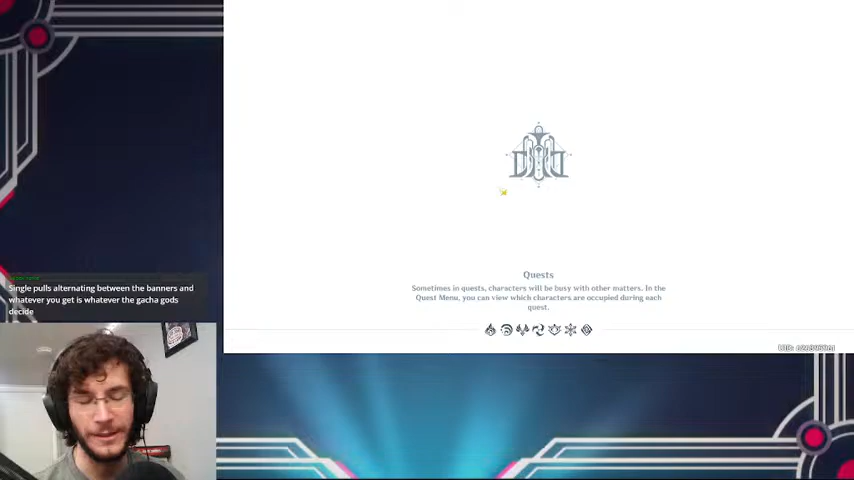 Single pulls alternating between the banners and
whatever you get is whatever the gacha gods
decide
Quests
Sometimes in quests, characters will be busy with other matters. In the
Quest Menu, you can view which characters are occupied during each
quest.